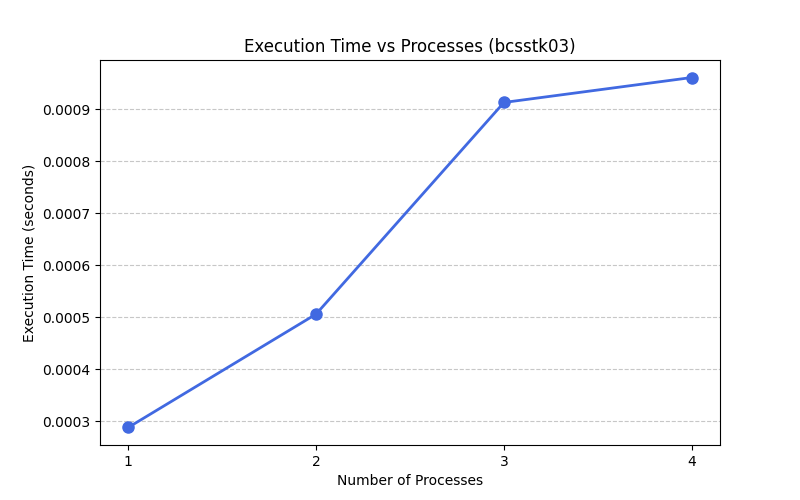 Execution Time vs Processes (bcsstk03)
Execution Time (seconds)
0.0009
0.0008
0.0007
0.0006
0.0005
0.0004
0.0003
1 2 3 4
Number of Processes